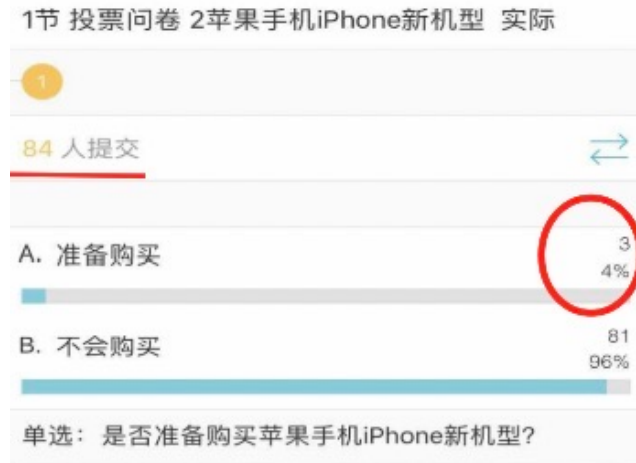 1节 投票问卷 2苹果手机iPhone新机型 实际
1
84 人提交
A. 准备购买
3
4%
B. 不会购买
81
96%
单选：是否准备购买苹果手机iPhone新机型?